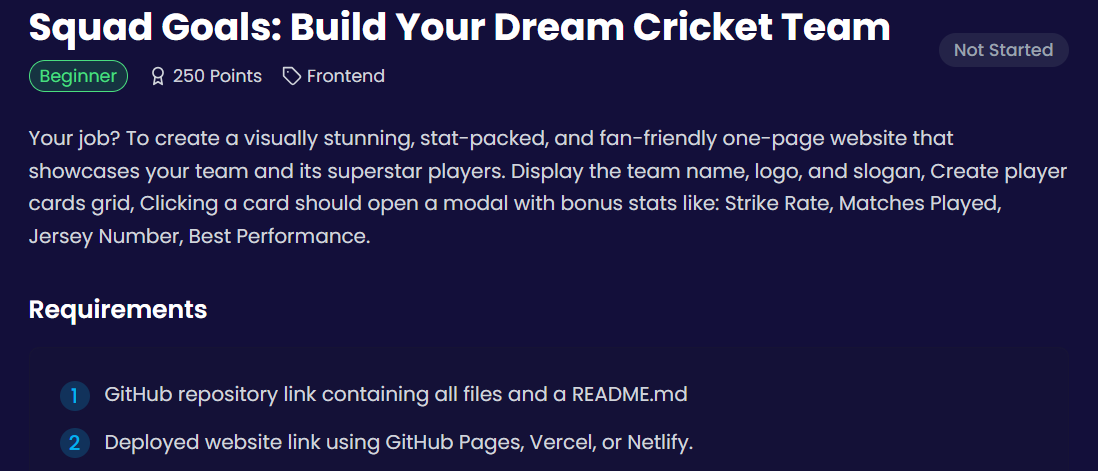 Squad Goals: Build Your Dream Cricket Team
Not Started
Beginner
250 Points
Frontend
Your job? To create a visually stunning, stat-packed, and fan-friendly one-page website that
showcases your team and its superstar players. Display the team name, logo, and slogan, Create player
cards grid, Clicking a card should open a modal with bonus stats like: Strike Rate, Matches Played,
Jersey Number, Best Performance.
Requirements
1 GitHub repository link containing all files and a README.md
2 Deployed website link using GitHub Pages, Vercel, or Netlify.